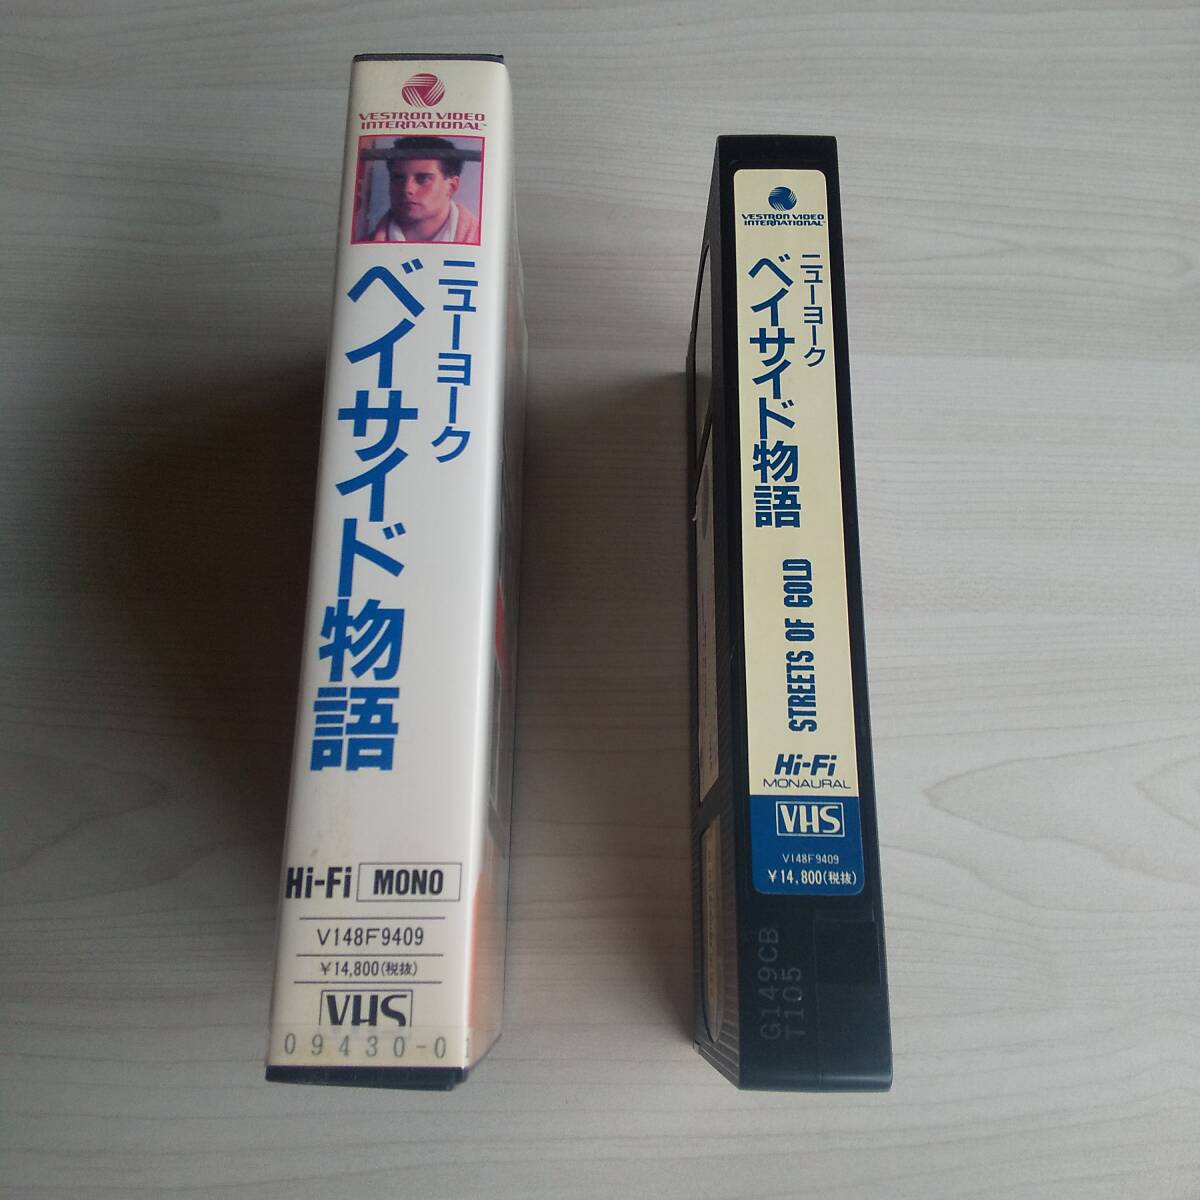 VESTRON VIDEO
INTERNATIONAL™
ニューヨーク
ベイサイド物語
Hi-Fi MONO
V148F9409
¥14,800(税抜)
VHS
09430-01
VESTRON VIDEO
INTERNATIONAL™
ニューヨーク
ベイサイド物語
STREETS OF GOLD
Hi-Fi
MONAURAL
VHS
V148F9409
¥14,800(税抜)
G149CB
T105